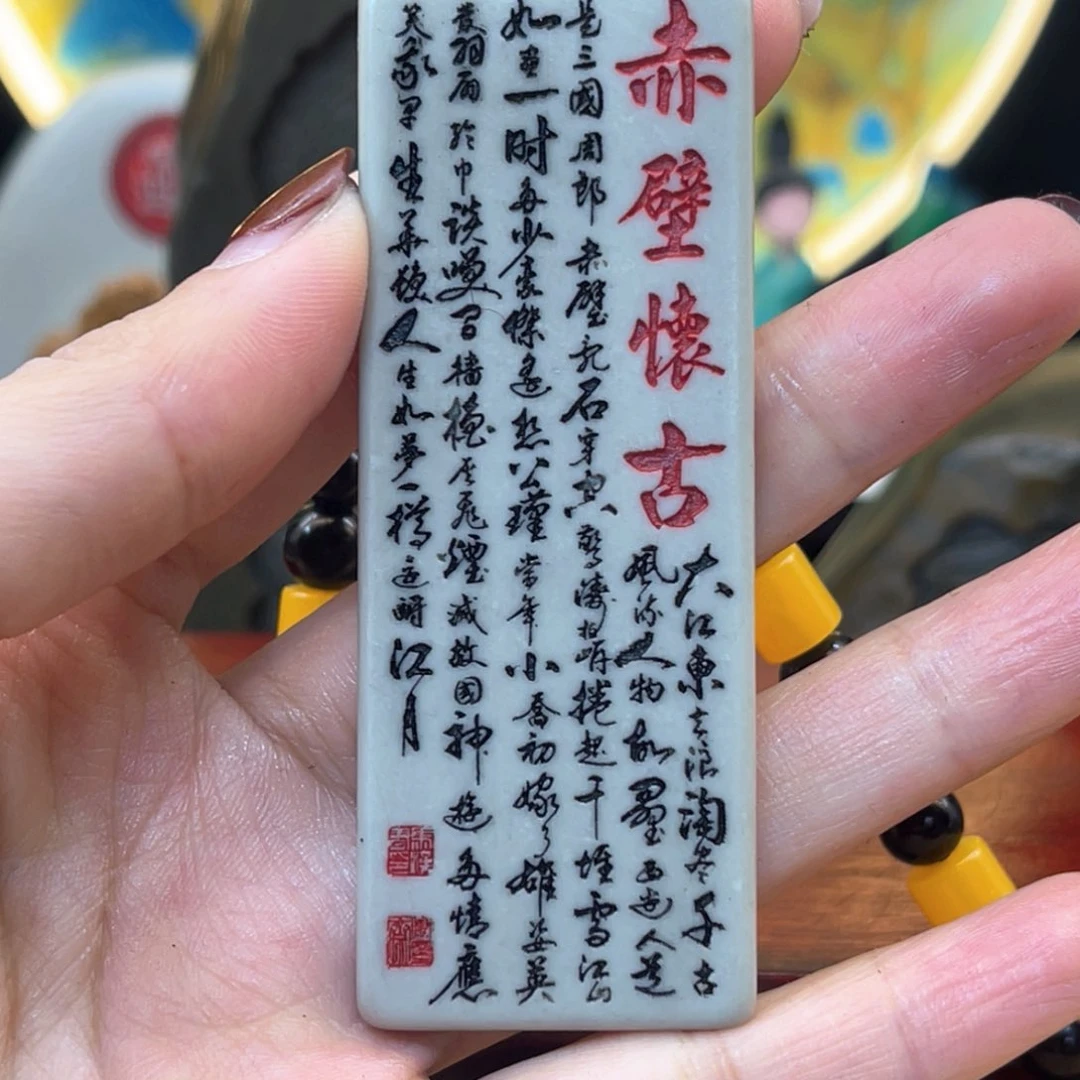 赤壁懷古
大江東去浪淘盡千古
風流人物故壘西邊人道
是三國周郎赤壁亂石穿空驚濤拍岸捲起千堆雪江山
如畫一时多少豪傑遙想公瑾當年小喬初嫁了雄姿英
發羽扇綸巾談笑間檣櫓灰飛煙滅故國神遊多情應
笑我早生華髮人生如夢一樽還酹江月